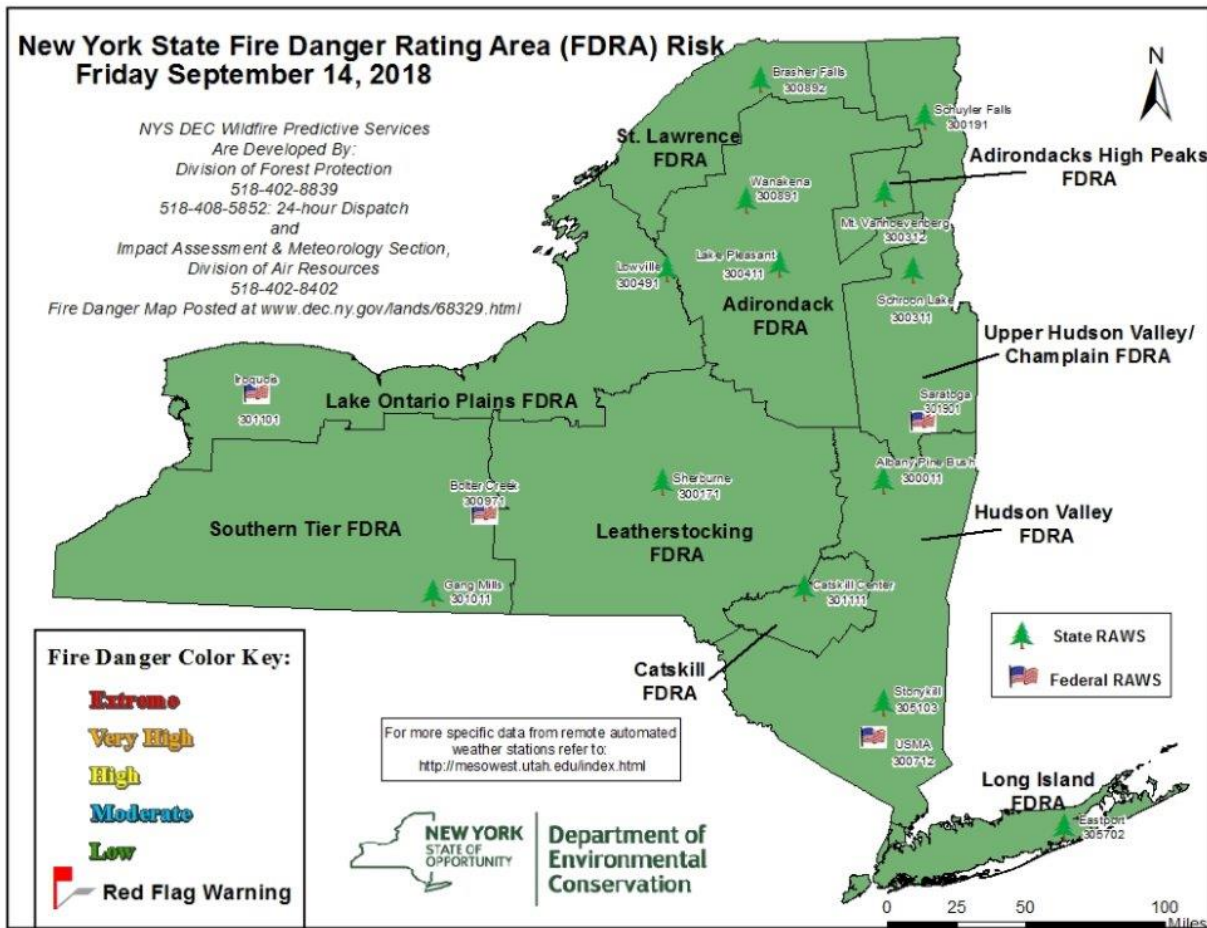 New York State Fire Danger Rating Area (FDRA) Risk
Friday September 14, 2018
NYS DEC Wildfire Predictive Services
Are Developed By:
Division of Forest Protection
518-402-8839
518-408-5852: 24-hour Dispatch
and
Impact Assessment & Meteorology Section,
Division of Air Resources
518-402-8402
Fire Danger Map Posted at www.dec.ny.gov/lands/68329.html
N
Brasher Falls
300892
Schuyler Falls
300191
St. Lawrence
FDRA
Adirondacks High Peaks
FDRA
Wanakena
300891
Mt. Vanhoevenberg
300312
Lowville
300491
Lake Pleasant
300411
Schroon Lake
300311
Adirondack
FDRA
Upper Hudson Valley/
Champlain FDRA
Iroquois
301101
Lake Ontario Plains FDRA
Saratoga
301901
Albany Pine Bush
300011
Sherburne
300171
Bolter Creek
300971
Southern Tier FDRA
Leatherstocking
FDRA
Hudson Valley
FDRA
Gang Mills
301011
Catskill Center
301111
Catskill
FDRA
State RAWS
Federal RAWS
Stonykill
305103
USMA
300712
Long Island
FDRA
Eastport
305702
Fire Danger Color Key:
Extreme
Very High
High
Moderate
Low
Red Flag Warning
For more specific data from remote automated
weather stations refer to:
http://mesowest.utah.edu/index.html
NEW YORK
STATE OF
OPPORTUNITY
Department of
Environmental
Conservation
0 25 50 100
Miles